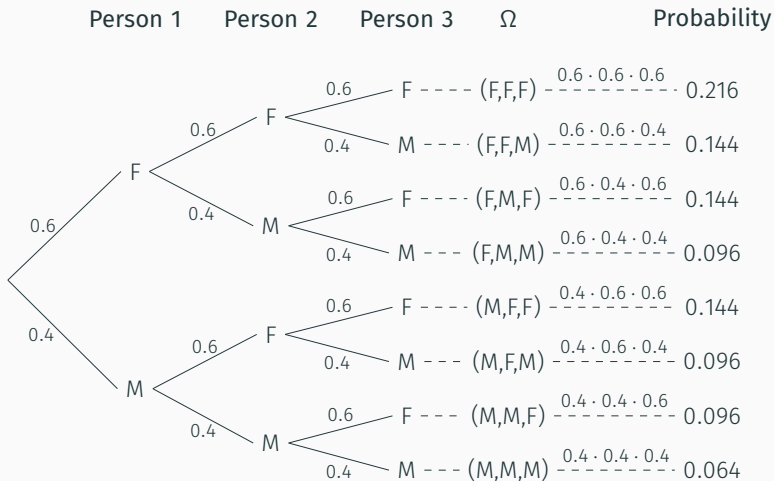 Person 1 Person 2 Person 3 Ω Probability
0.6 F (F,F,F) 0.6 · 0.6 · 0.6 0.216
F
0.6 0.4 M (F,F,M) 0.6 · 0.6 · 0.4 0.144
F
0.6 0.4 0.6 F (F,M,F) 0.6 · 0.4 · 0.6 0.144
M
0.4 M (F,M,M) 0.6 · 0.4 · 0.4 0.096
0.6 F (M,F,F) 0.4 · 0.6 · 0.6 0.144
F
0.4 0.6 0.4 M (M,F,M) 0.4 · 0.6 · 0.4 0.096
M
0.4 0.6 F (M,M,F) 0.4 · 0.4 · 0.6 0.096
M
0.4 M (M,M,M) 0.4 · 0.4 · 0.4 0.064